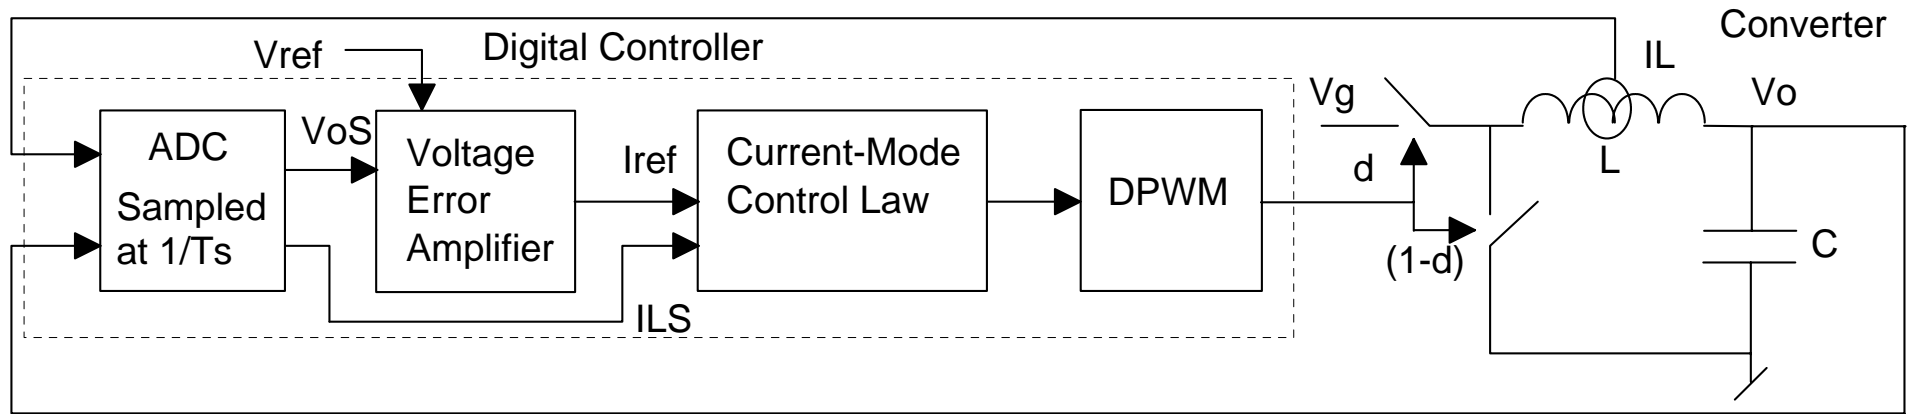 Converter
Digital Controller
Vref
IL
Vg
Vo
ADC
Sampled
at 1/Ts
VoS
Voltage
Error
Amplifier
Iref
Current-Mode
Control Law
DPWM
d
L
(1-d)
C
ILS